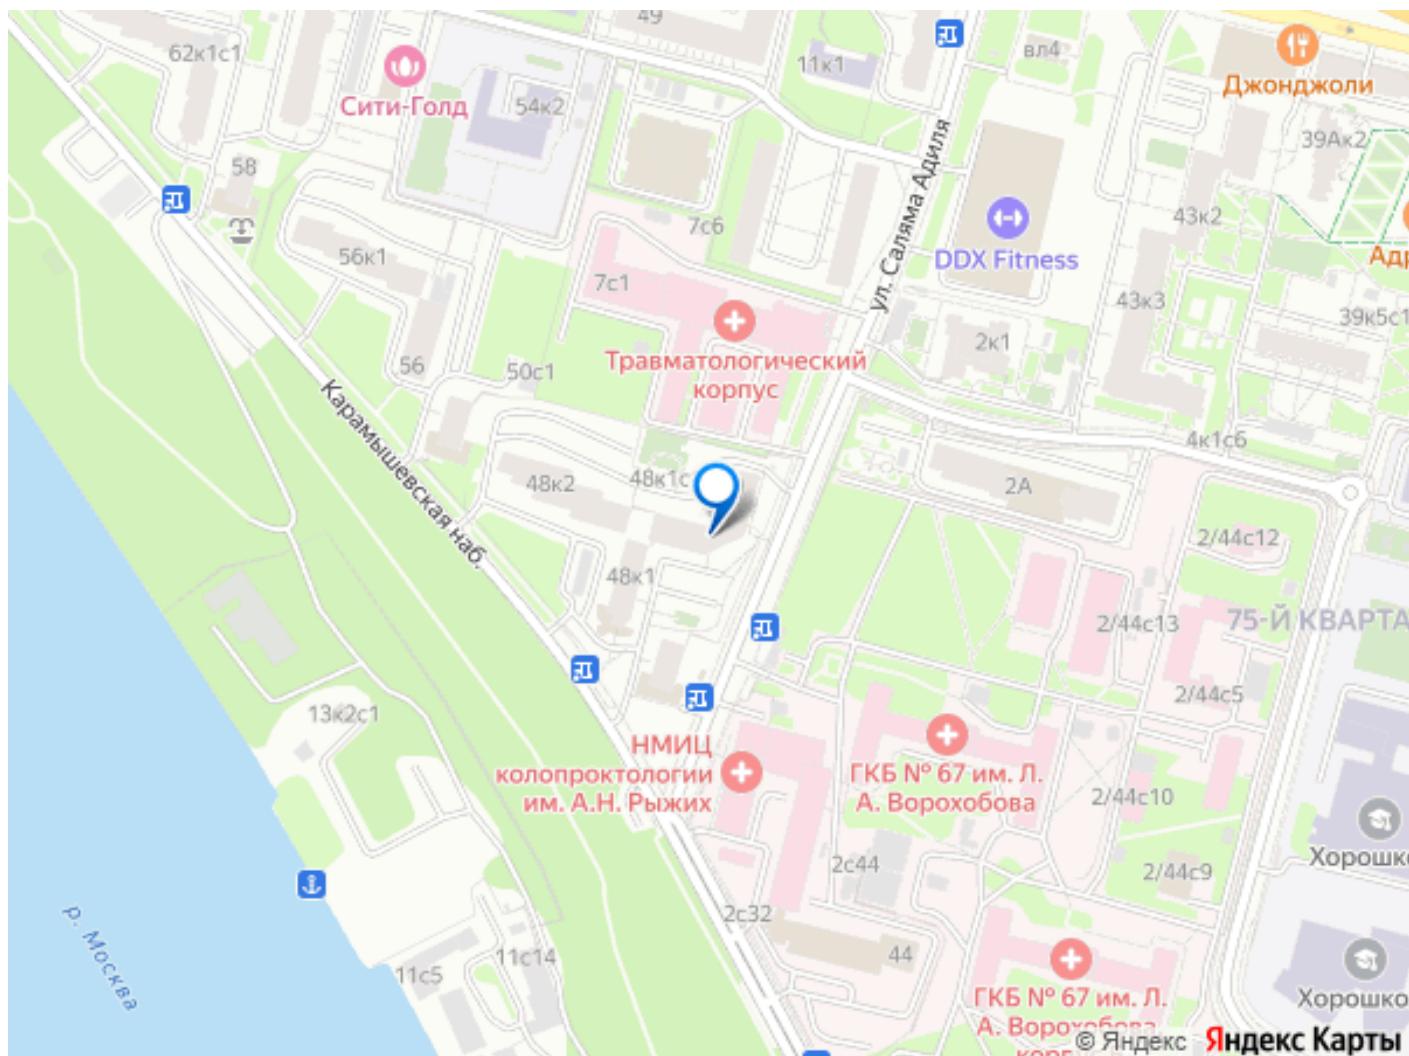 49
62к1с1
Сити-Голд
54к2
11к1
вл4
Джонджоли
39Ак2
58
ул. Саляма Адиля
7с6
43к2
DDX Fitness
56к1
7с1
43к3
39к5с1
2к1
Травматологический
корпус
56
50с1
Карамышевская наб.
4к1с6
48к2
48к1с
2А
2/44с12
48к1
2/44с13
75-Й КВАРТА
2/44с5
13к2с1
НМИЦ
колопроктологии
им. А.Н. Рыжих
ГКБ № 67 им. Л.
А. Ворохобова
2/44с10
Хорошко
2с44
2/44с9
р. Москва
2с32
44
11с14
11с5
ГКБ № 67 им. Л.
А. Ворохобова
Хорошко
© Яндекс Яндекс Карты